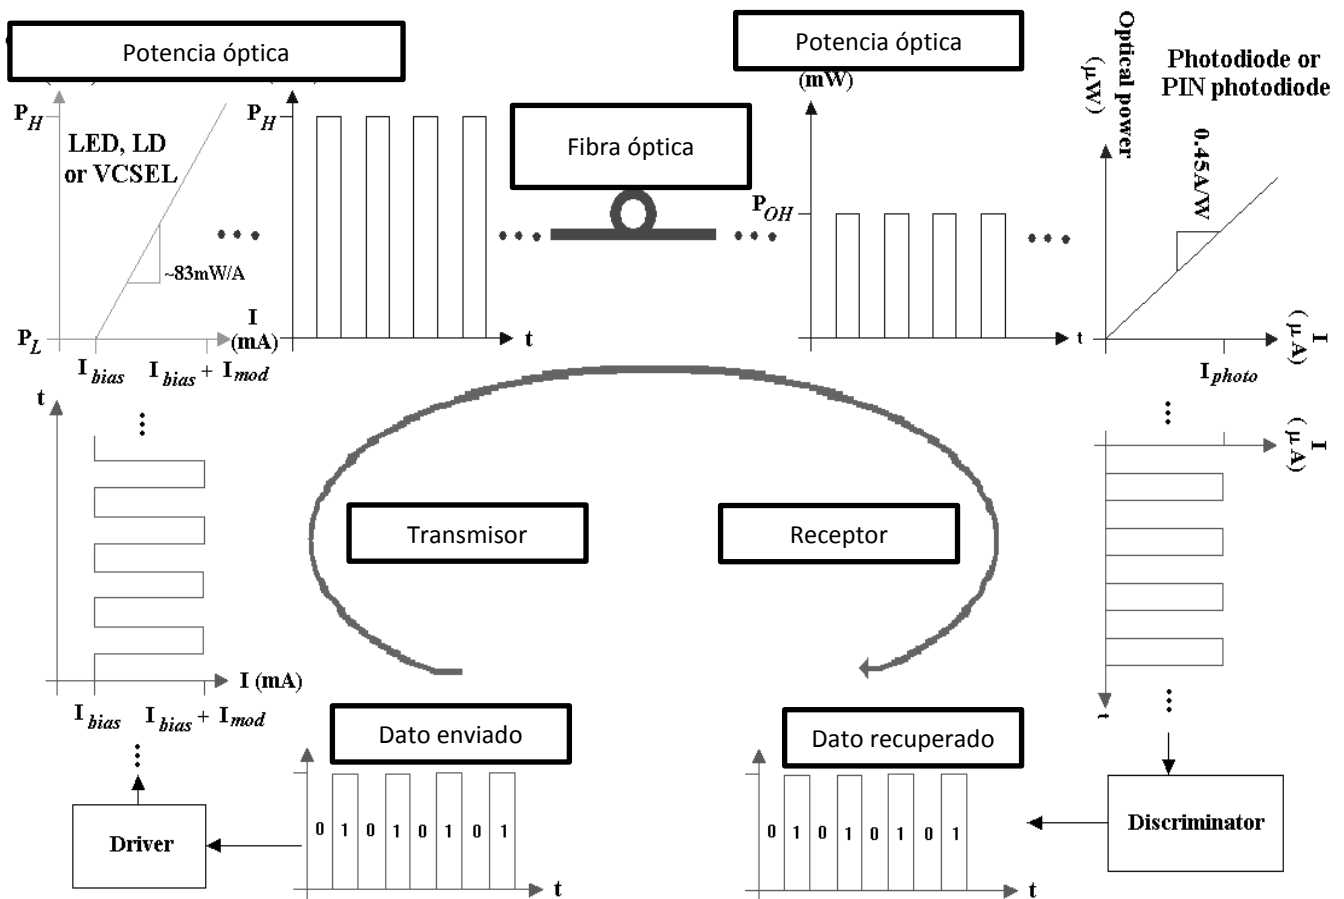 Potencia óptica
P_H
LED, LD
or VCSEL
~83mW/A
I
(mA)
P_L
I_bias
I_bias + I_mod
P_H
t
Fibra óptica
Potencia óptica
(mW)
P_OH
t
Optical power
(μW)
Photodiode or
PIN photodiode
0.45A/W
I
(μA)
I_photo
t
I (mA)
I_bias
I_bias + I_mod
Transmisor
Receptor
I
(μA)
t
Driver
Dato enviado
0 1 0 1 0 1 0 1
t
Dato recuperado
0 1 0 1 0 1 0 1
t
Discriminator